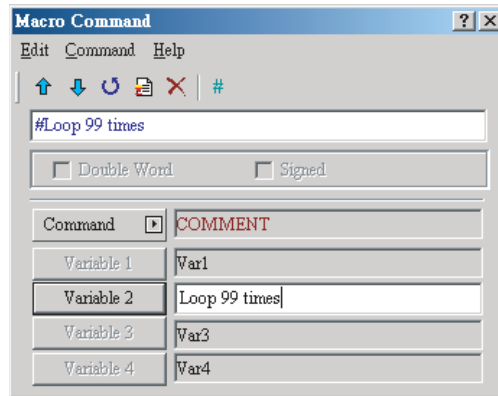 Macro Command
Edit Command Help
#
#Loop 99 times
Double Word Signed
Command COMMENT
Variable 1 Var1
Variable 2 Loop 99 times
Variable 3 Var3
Variable 4 Var4